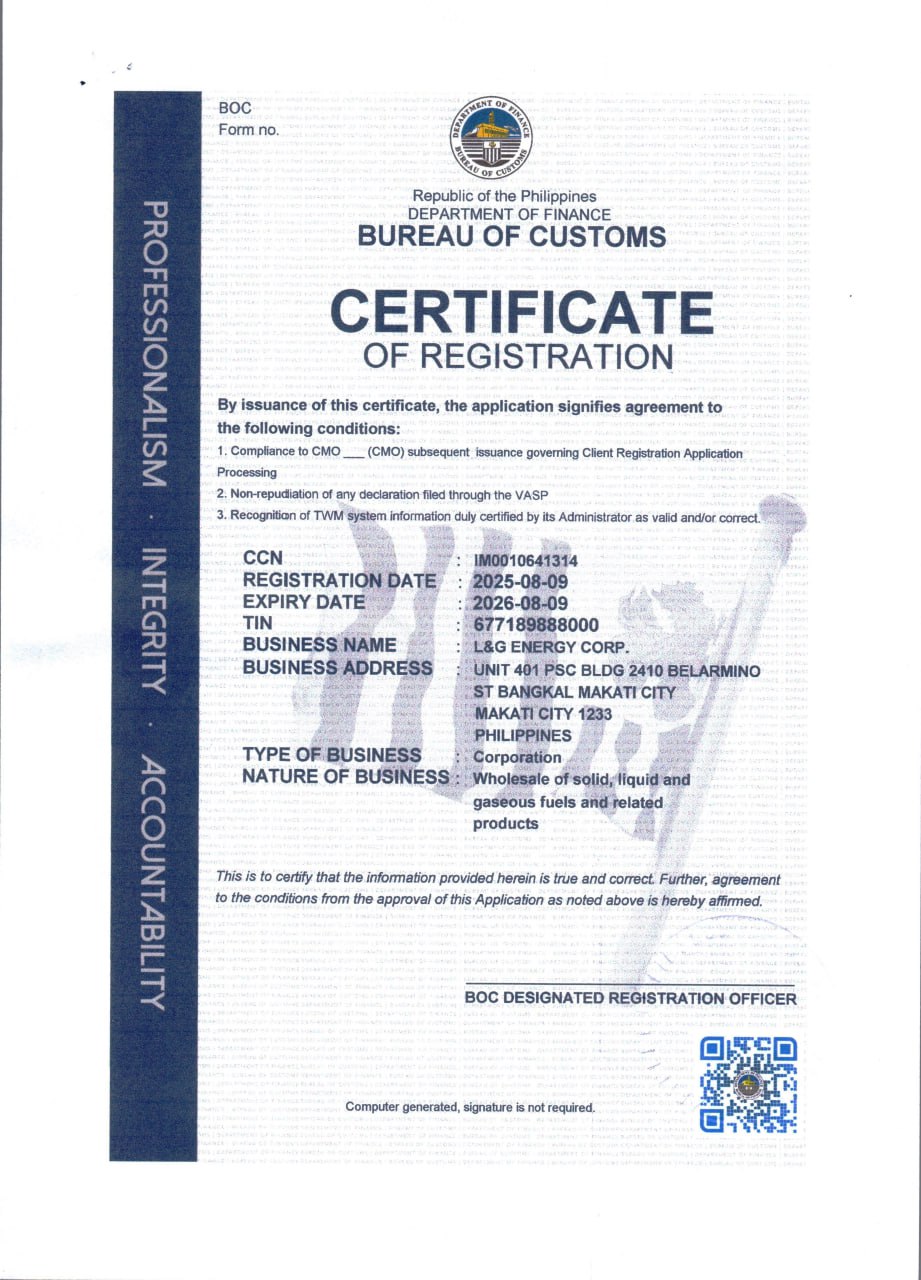 BOC
Form no.
DEPARTMENT OF FINANCE
BUREAU OF CUSTOMS
Republic of the Philippines
DEPARTMENT OF FINANCE
BUREAU OF CUSTOMS
CERTIFICATE
OF REGISTRATION
PROFESSIONALISM · INTEGRITY · ACCOUNTABILITY
By issuance of this certificate, the application signifies agreement to
the following conditions:
1. Compliance to CMO ___ (CMO) subsequent issuance governing Client Registration Application
Processing
2. Non-repudiation of any declaration filed through the VASP
3. Recognition of TWM system information duly certified by its Administrator as valid and/or correct.
CCN : IM0010641314
REGISTRATION DATE : 2025-08-09
EXPIRY DATE : 2026-08-09
TIN : 677189888000
BUSINESS NAME : L&G ENERGY CORP.
BUSINESS ADDRESS : UNIT 401 PSC BLDG 2410 BELARMINO
ST BANGKAL MAKATI CITY
MAKATI CITY 1233
PHILIPPINES
TYPE OF BUSINESS : Corporation
NATURE OF BUSINESS : Wholesale of solid, liquid and
gaseous fuels and related
products
This is to certify that the information provided herein is true and correct. Further, agreement
to the conditions from the approval of this Application as noted above is hereby affirmed.
BOC DESIGNATED REGISTRATION OFFICER
Computer generated, signature is not required.